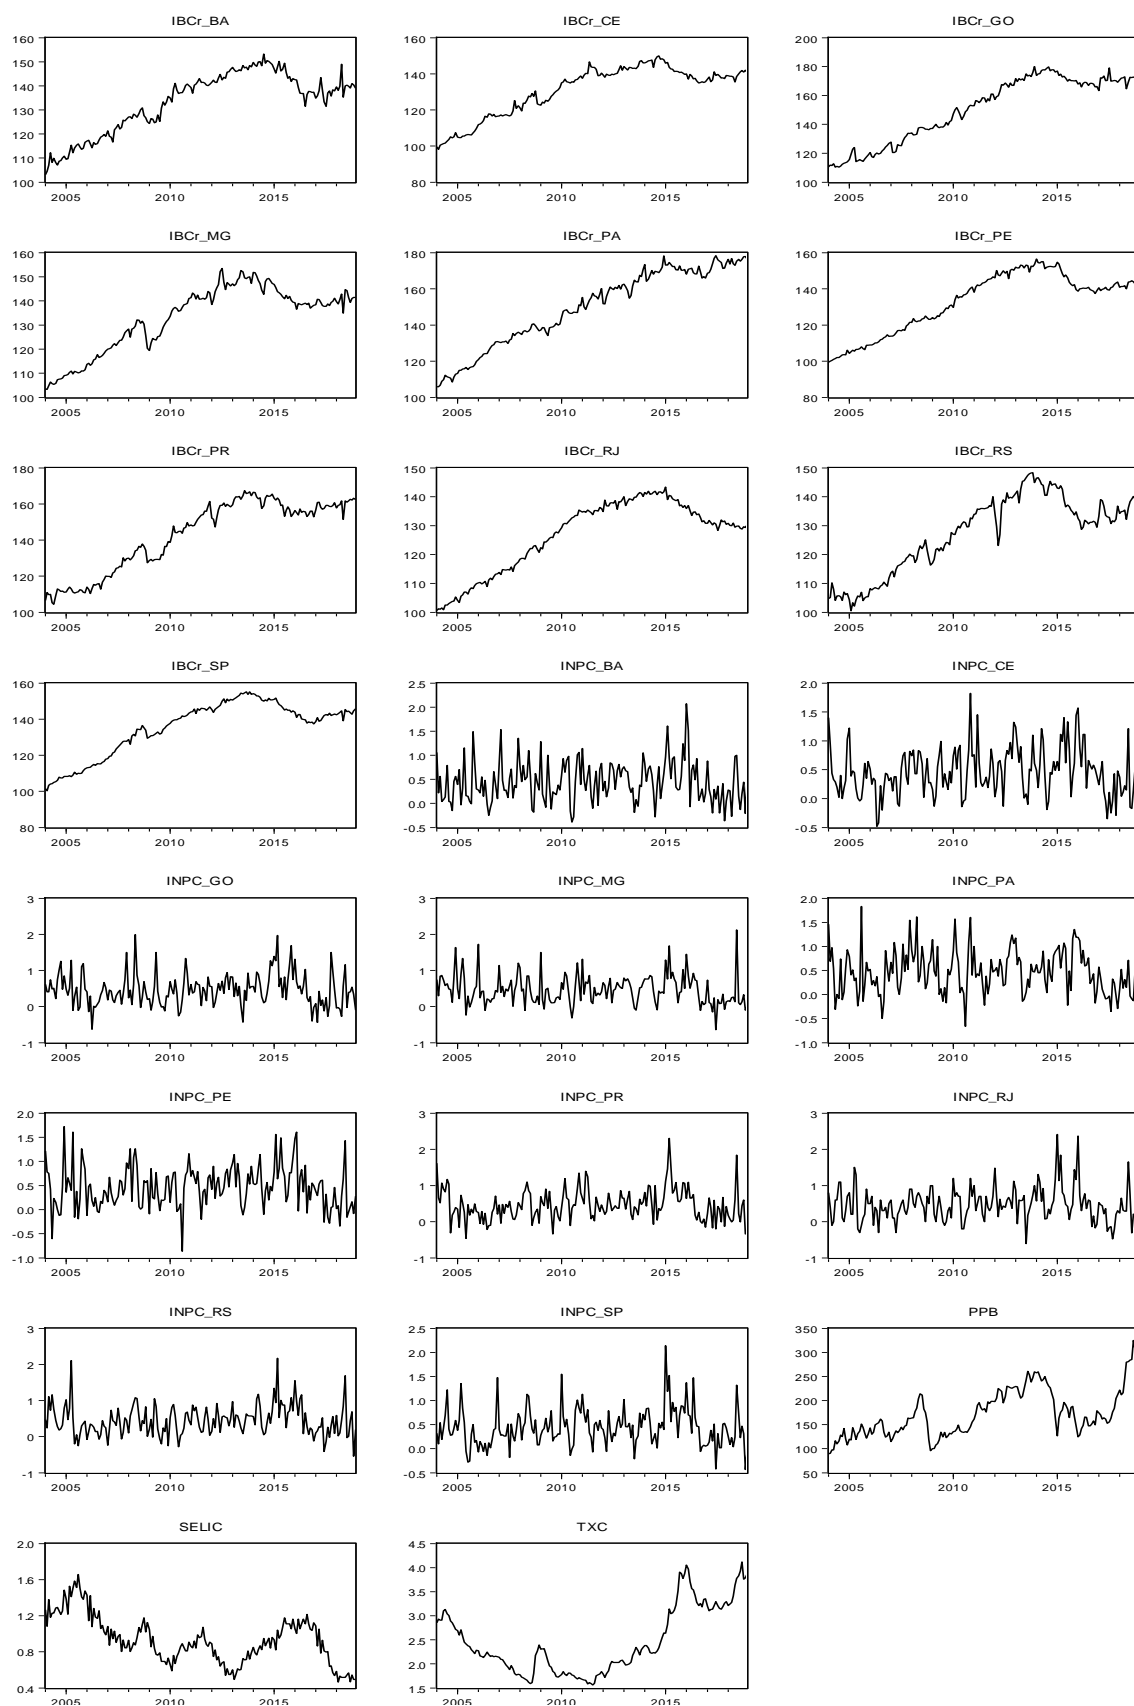 IBCr_BA IBCr_CE IBCr_GO
160 160 200
150 140 180
140 120 160
130 100 140
120 80 120
110 100
100
2005 2010 2015 2005 2010 2015 2005 2010 2015
IBCr_MG IBCr_PA IBCr_PE
160 180 160
150 160 140
140 140 120
130 120 100
120 100 80
110
100
2005 2010 2015 2005 2010 2015 2005 2010 2015
IBCr_PR IBCr_RJ IBCr_RS
180 150 150
160 140 140
140 130 130
120 120 120
100 110 110
100 100
2005 2010 2015 2005 2010 2015 2005 2010 2015
IBCr_SP INPC_BA INPC_CE
160 2.5 2.0
140 2.0 1.5
120 1.5 1.0
100 1.0 0.5
80 0.5 0.0
0.0 -0.5
-0.5
2005 2010 2015 2005 2010 2015 2005 2010 2015
INPC_GO INPC_MG INPC_PA
3 3 2.0
2 2 1.5
1 1 1.0
0 0 0.5
-1 -1 0.0
-0.5
-1.0
2005 2010 2015 2005 2010 2015 2005 2010 2015
INPC_PE INPC_PR INPC_RJ
2.0 3 3
1.5 2 2
1.0 1 1
0.5 0 0
0.0 -1 -1
-0.5
-1.0
2005 2010 2015 2005 2010 2015 2005 2010 2015
INPC_RS INPC_SP PPB
3 2.5 350
2 2.0 300
1 1.5 250
0 1.0 200
-1 0.5 150
0.0 100
-0.5 50
2005 2010 2015 2005 2010 2015 2005 2010 2015
SELIC TXC
2.0 4.5
1.6 4.0
1.2 3.5
0.8 3.0
0.4 2.5
2.0
1.5
2005 2010 2015 2005 2010 2015